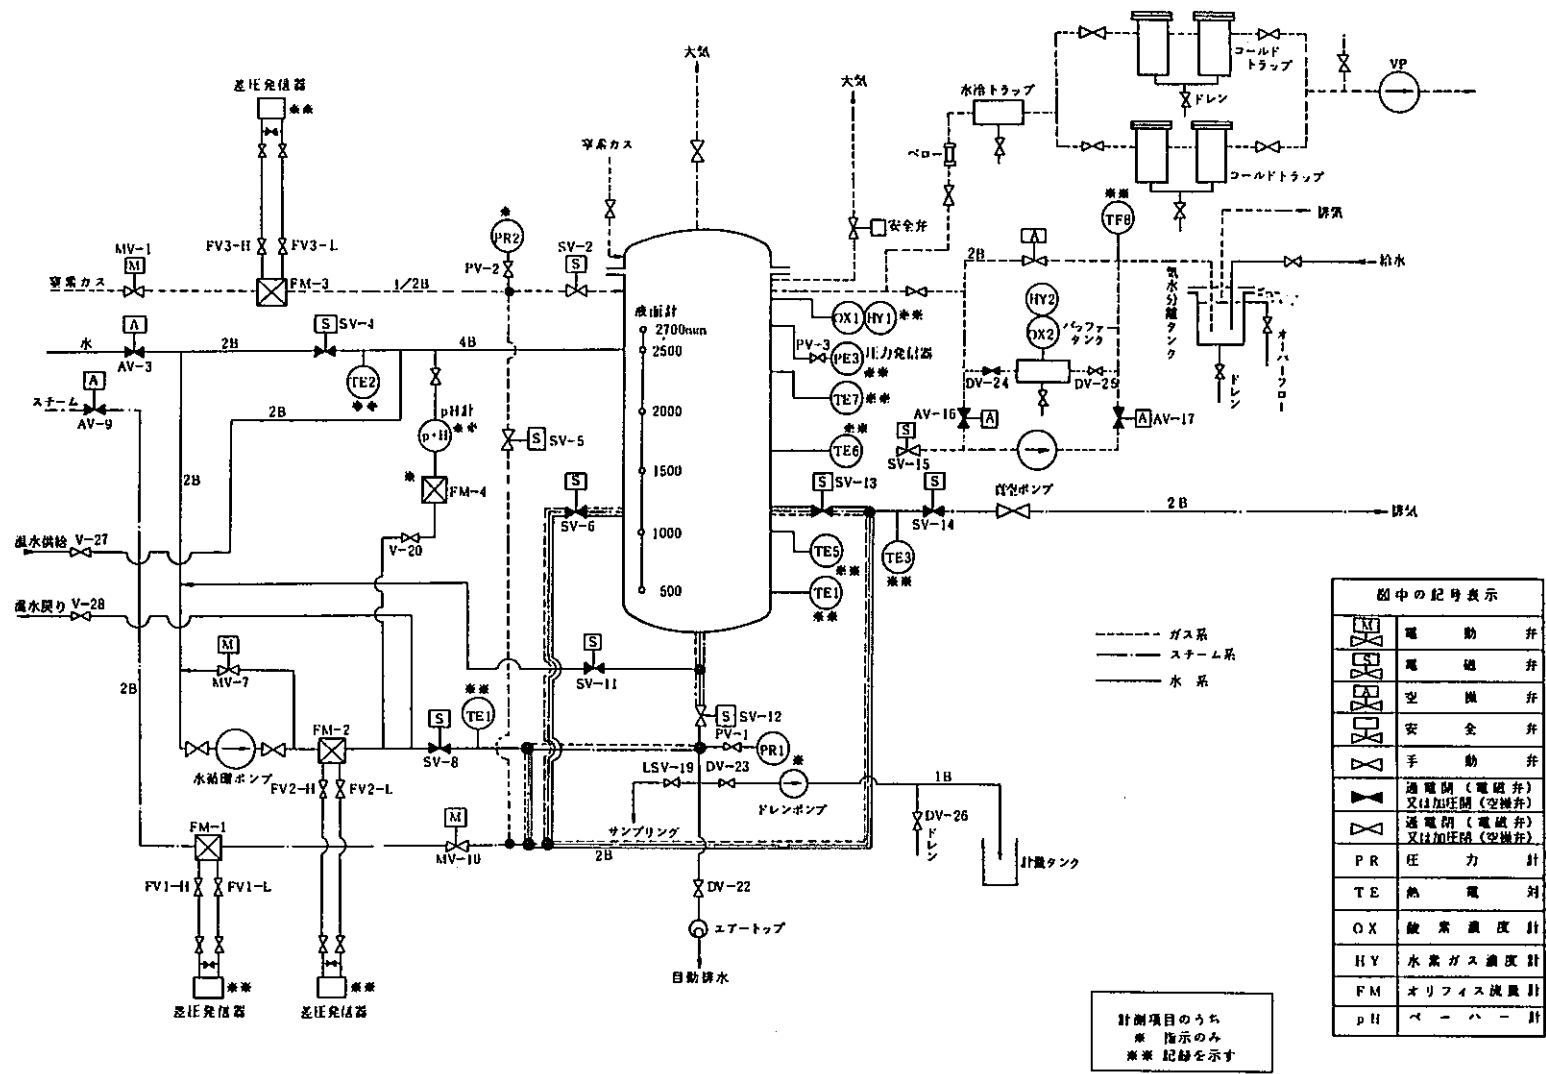 大気
大気
VP
コールド
トラップ
差圧発信器
※※
水冷トラップ
ドレン
窒素ガス
ベロー
コールドトラップ
※※
TF8
※
PR2
排気
安全弁
FV3-H
FV3-L
MV-1
M
SV-2
S
A
2B
給水
PV-2
窒素ガス
FM-3
1/2B
気水分離タンク
HY2
液面計
OX1
HY1
※※
2700mm
OX2
バッファ
タンク
A
S
SV-4
水
2B
4B
2500
PV-3
PE3
圧力発信器
※※
オーバーフロー
AV-3
TE2
※※
DV-24
DV-25
ドレン
スチーム
A
AV-9
2B
pH計
※※
p・H
2000
TE7
※※
AV-16
A
A
AV-17
※※
S
SV-5
TE6
S
SV-15
※
FM-4
1500
2B
S
SV-6
S
SV-13
S
SV-14
真空ポンプ
2B
排気
温水供給
V-27
V-20
1000
TE5
※※
TE3
※※
500
TE1
※※
温水戻り
V-28
M
MV-7
S
SV-11
2B
※※
TE1
S
SV-8
S
SV-12
PV-1
PR1
FM-2
水循環ポンプ
FV2-H
FV2-L
LSV-19
DV-23
※
1B
ドレンポンプ
サンプリング
DV-26
ドレン
M
MV-10
2B
FM-1
計量タンク
FV1-H
FV1-L
DV-22
エアートップ
自動排水
※※
※※
差圧発信器
差圧発信器
ガス系
スチーム系
水系
図中の記号表示
M 電動弁
S 電磁弁
A 空操弁
安全弁
手動弁
通電開(電磁弁)
又は加圧開(空操弁)
通電閉(電磁弁)
又は加圧閉(空操弁)
PR 圧力計
TE 熱電対
OX 酸素濃度計
HY 水素ガス濃度計
FM オリフィス流量計
pH ペーハー計
計測項目のうち
※ 指示のみ
※※ 記録を示す